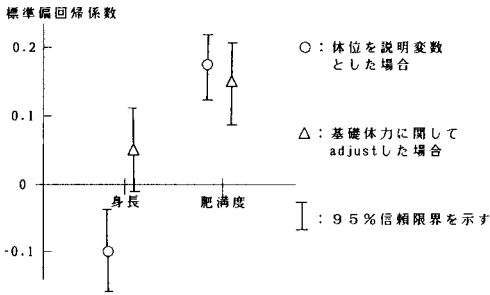 標準偏回帰係数
0.2
0.1
0
-0.1
身長
肥満度
○：体位を説明変数
とした場合
△：基礎体力に関して
adjustした場合
：95％信頼限界を示す